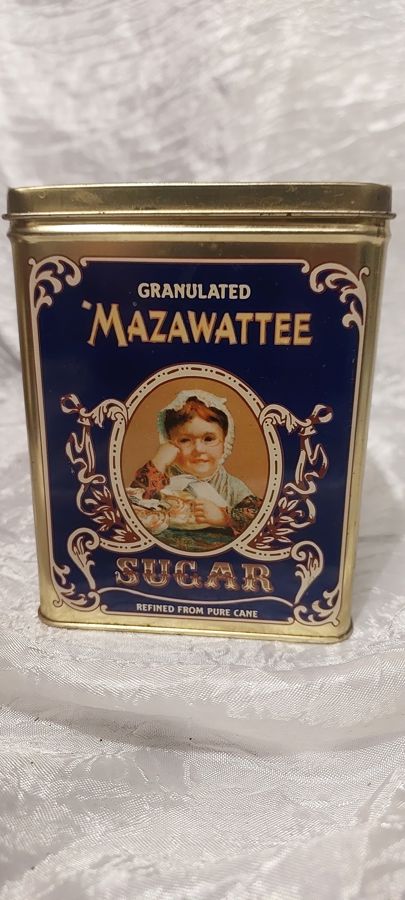 GRANULATED
MAZAWATTEE
SUGAR
REFINED FROM PURE CANE